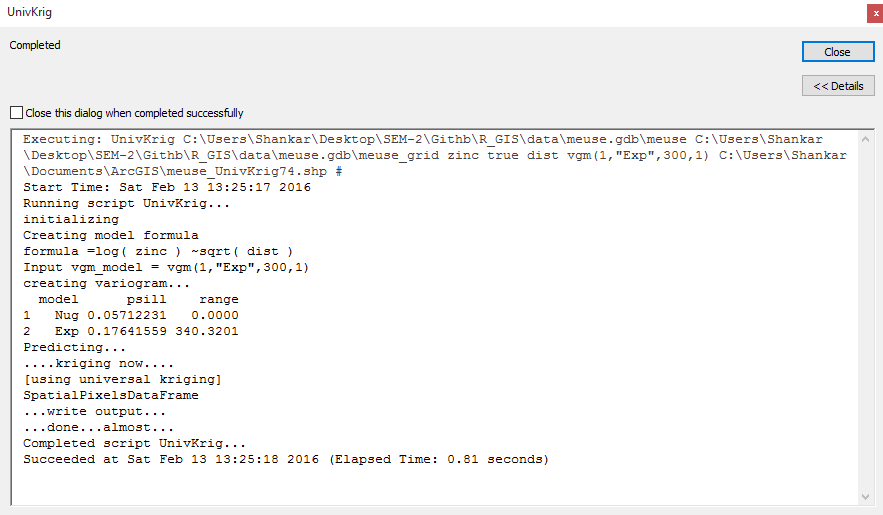 UnivKrig
x
Completed
Close
<< Details
Close this dialog when completed successfully
Executing: UnivKrig C:\Users\Shankar\Desktop\SEM-2\Githb\R_GIS\data\meuse.gdb\meuse C:\Users\Shankar
\Desktop\SEM-2\Githb\R_GIS\data\meuse.gdb\meuse_grid zinc true dist vgm(1,"Exp",300,1) C:\Users\Shankar
\Documents\ArcGIS\meuse_UnivKrig74.shp #
Start Time: Sat Feb 13 13:25:17 2016
Running script UnivKrig...
initializing
Creating model formula
formula =log( zinc ) ~sqrt( dist )
Input vgm_model = vgm(1,"Exp",300,1)
creating variogram...
  model      psill    range
1   Nug 0.05712231   0.0000
2   Exp 0.17641559 340.3201
Predicting...
....kriging now....
[using universal kriging]
SpatialPixelsDataFrame
...write output...
...done...almost...
Completed script UnivKrig...
Succeeded at Sat Feb 13 13:25:18 2016 (Elapsed Time: 0.81 seconds)